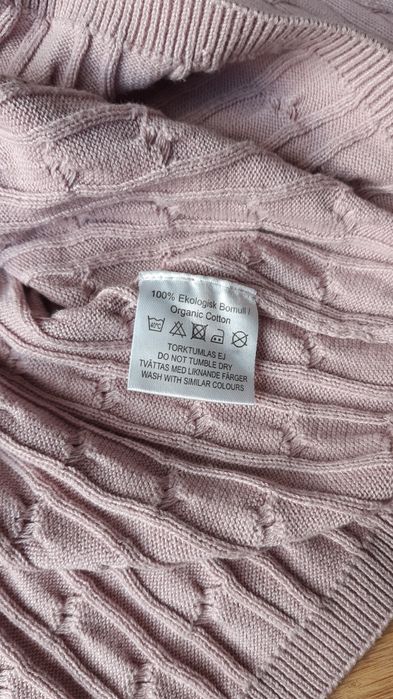 100% Ekologisk Bomull /
Organic Cotton
40°C
TORKTUMLAS EJ
DO NOT TUMBLE DRY
TVÄTTAS MED LIKNANDE FÄRGER
WASH WITH SIMILAR COLOURS